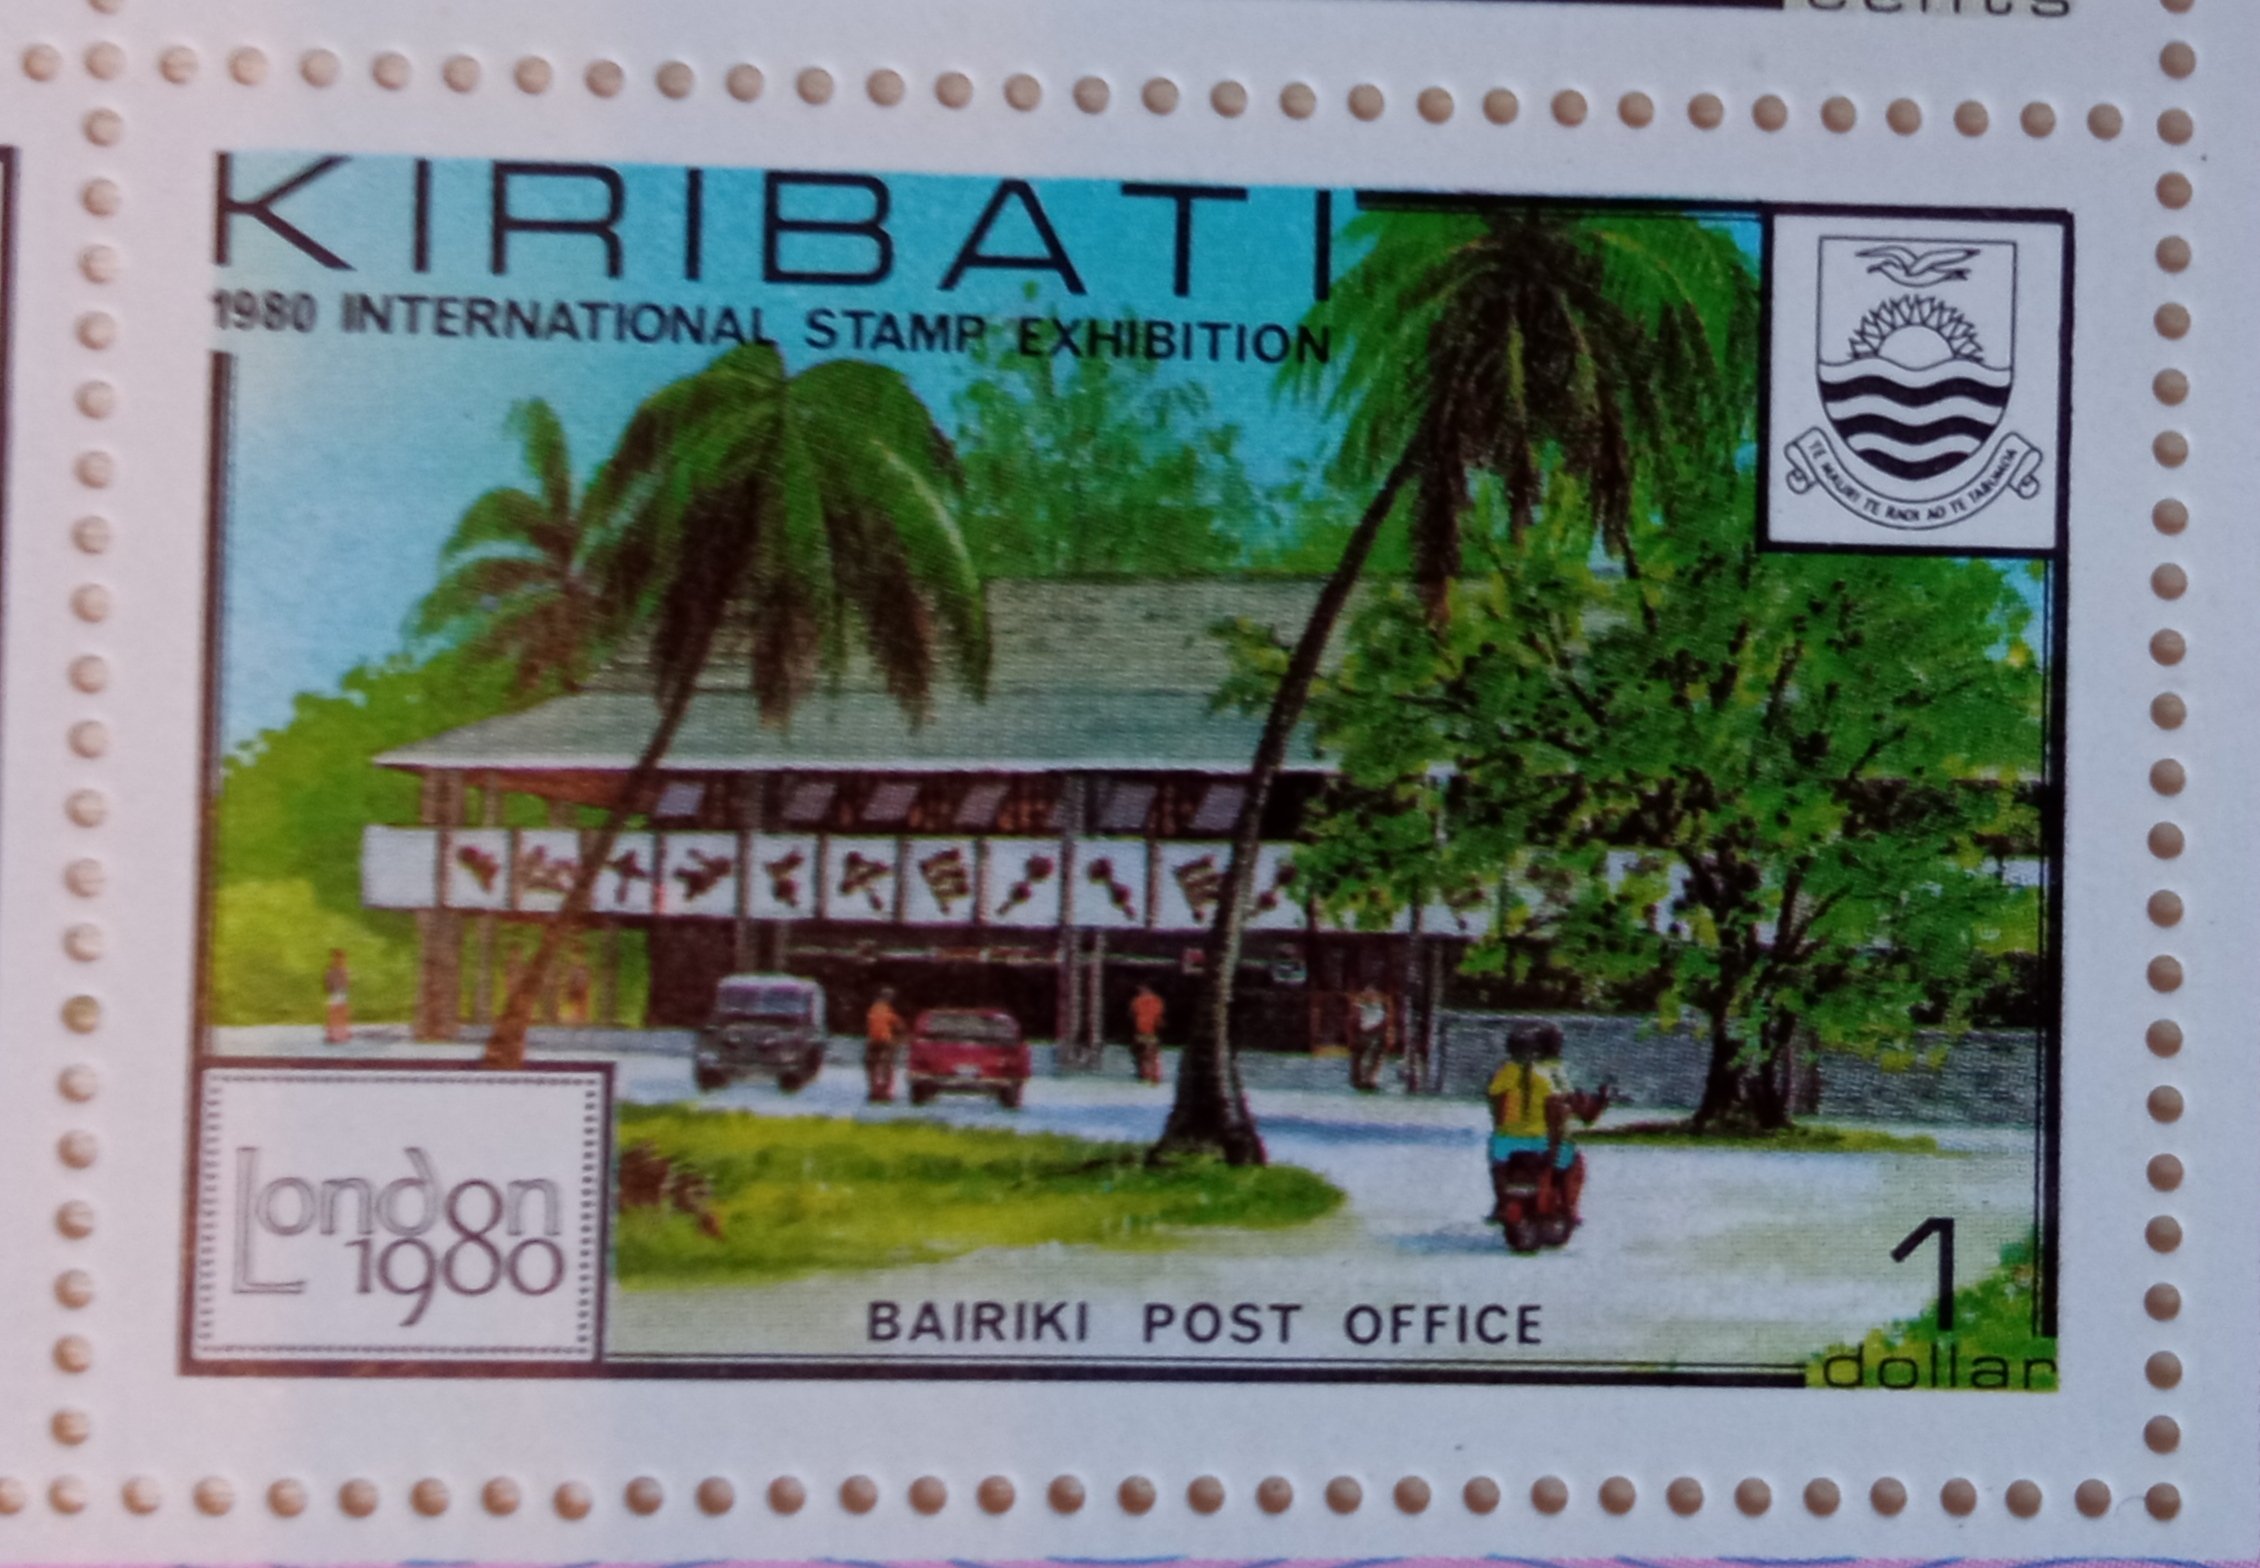 cents
KIRIBATI
1980 INTERNATIONAL STAMP EXHIBITION
TE MAURI TE RAOI AO TE TABOMOA
London
1980
BAIRIKI POST OFFICE
1
dollar